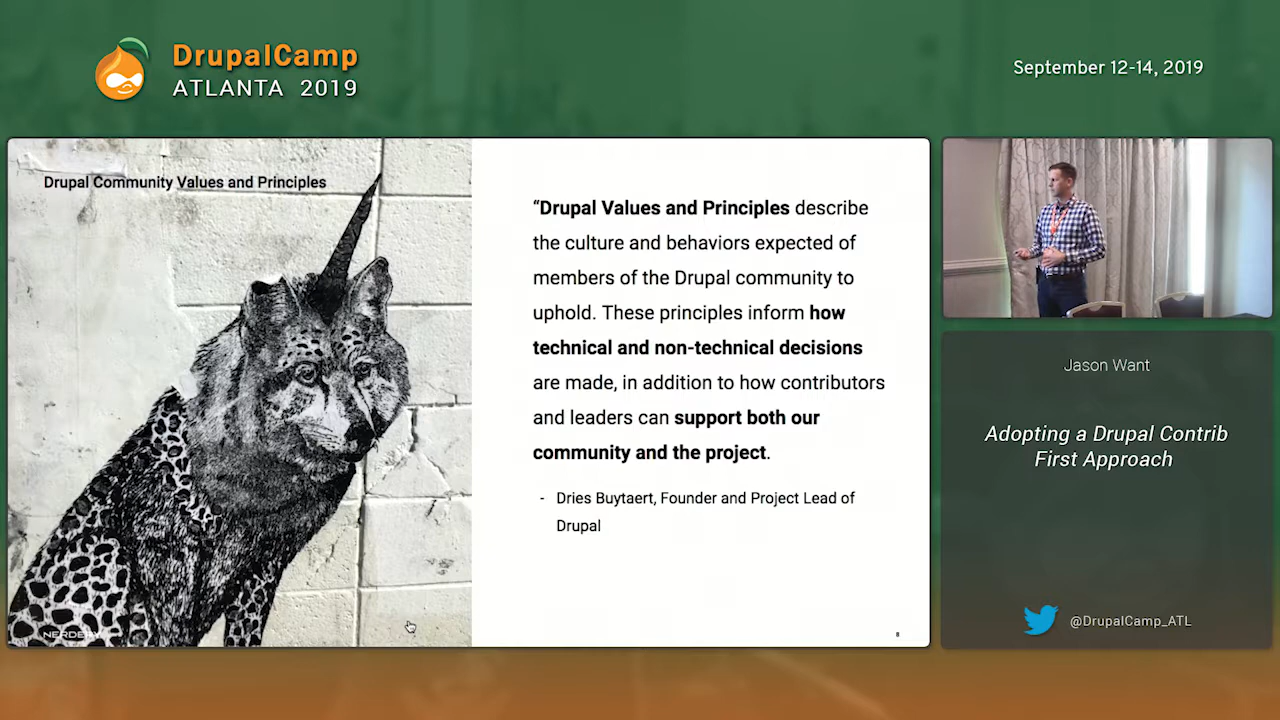 DrupalCamp
ATLANTA 2019
September 12-14, 2019
Drupal Community Values and Principles
“Drupal Values and Principles describe
the culture and behaviors expected of
members of the Drupal community to
uphold. These principles inform how
technical and non-technical decisions
are made, in addition to how contributors
and leaders can support both our
community and the project.
- Dries Buytaert, Founder and Project Lead of
Drupal
NERDERY
8
Jason Want
Adopting a Drupal Contrib
First Approach
@DrupalCamp_ATL